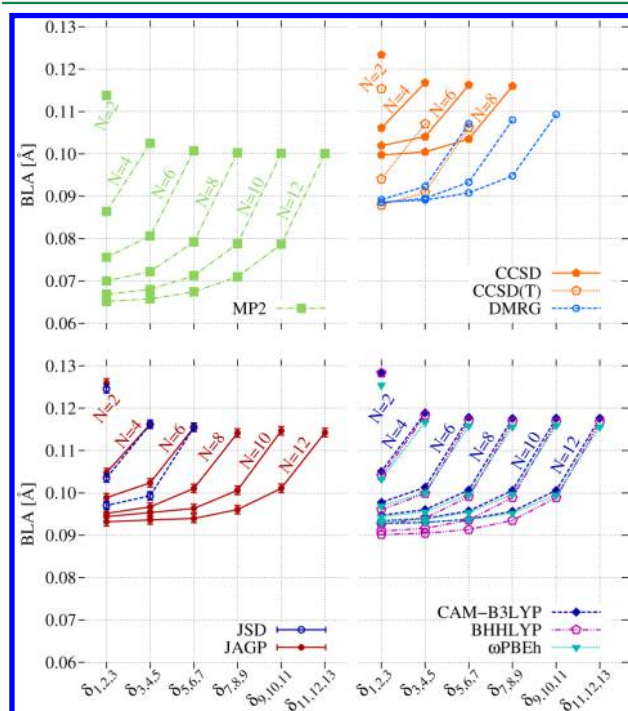 0.13
0.12
0.11
0.10
0.09
0.08
0.07
0.06
BLA [Å]
N=2
N=4
N=6
N=8
N=10
N=12
MP2
N=2
N=4
N=6
N=8
CCSD
CCSD(T)
DMRG
0.13
0.12
0.11
0.10
0.09
0.08
0.07
0.06
BLA [Å]
N=2
N=4
N=6
N=8
N=10
N=12
JSD
JAGP
N=2
N=4
N=6
N=8
N=10
N=12
CAM−B3LYP
BHHLYP
ωPBEh
δ1,2,3
δ3,4,5
δ5,6,7
δ7,8,9
δ9,10,11
δ11,12,13
δ1,2,3
δ3,4,5
δ5,6,7
δ7,8,9
δ9,10,11
δ11,12,13